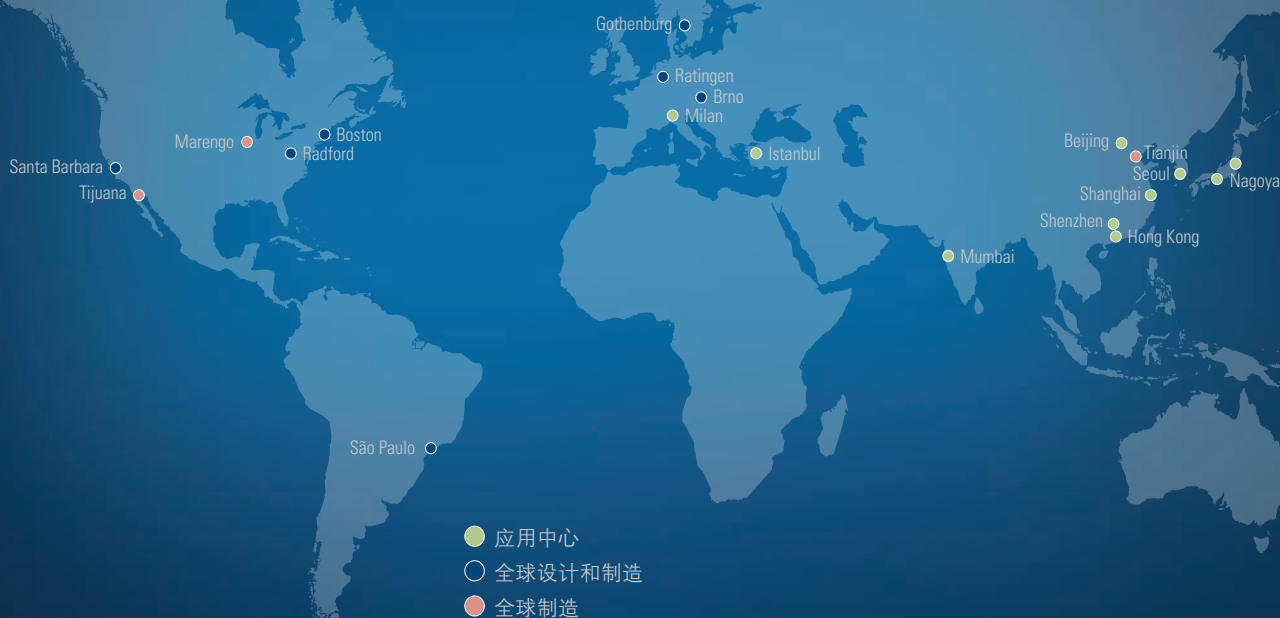 Gothenburg
Ratingen
Brno
Milan
Istanbul
Marengo
Boston
Radford
Santa Barbara
Tijuana
Beijing
Tianjin
Seoul
Nagoya
Shanghai
Shenzhen
Hong Kong
Mumbai
São Paulo
应用中心
全球设计和制造
全球制造